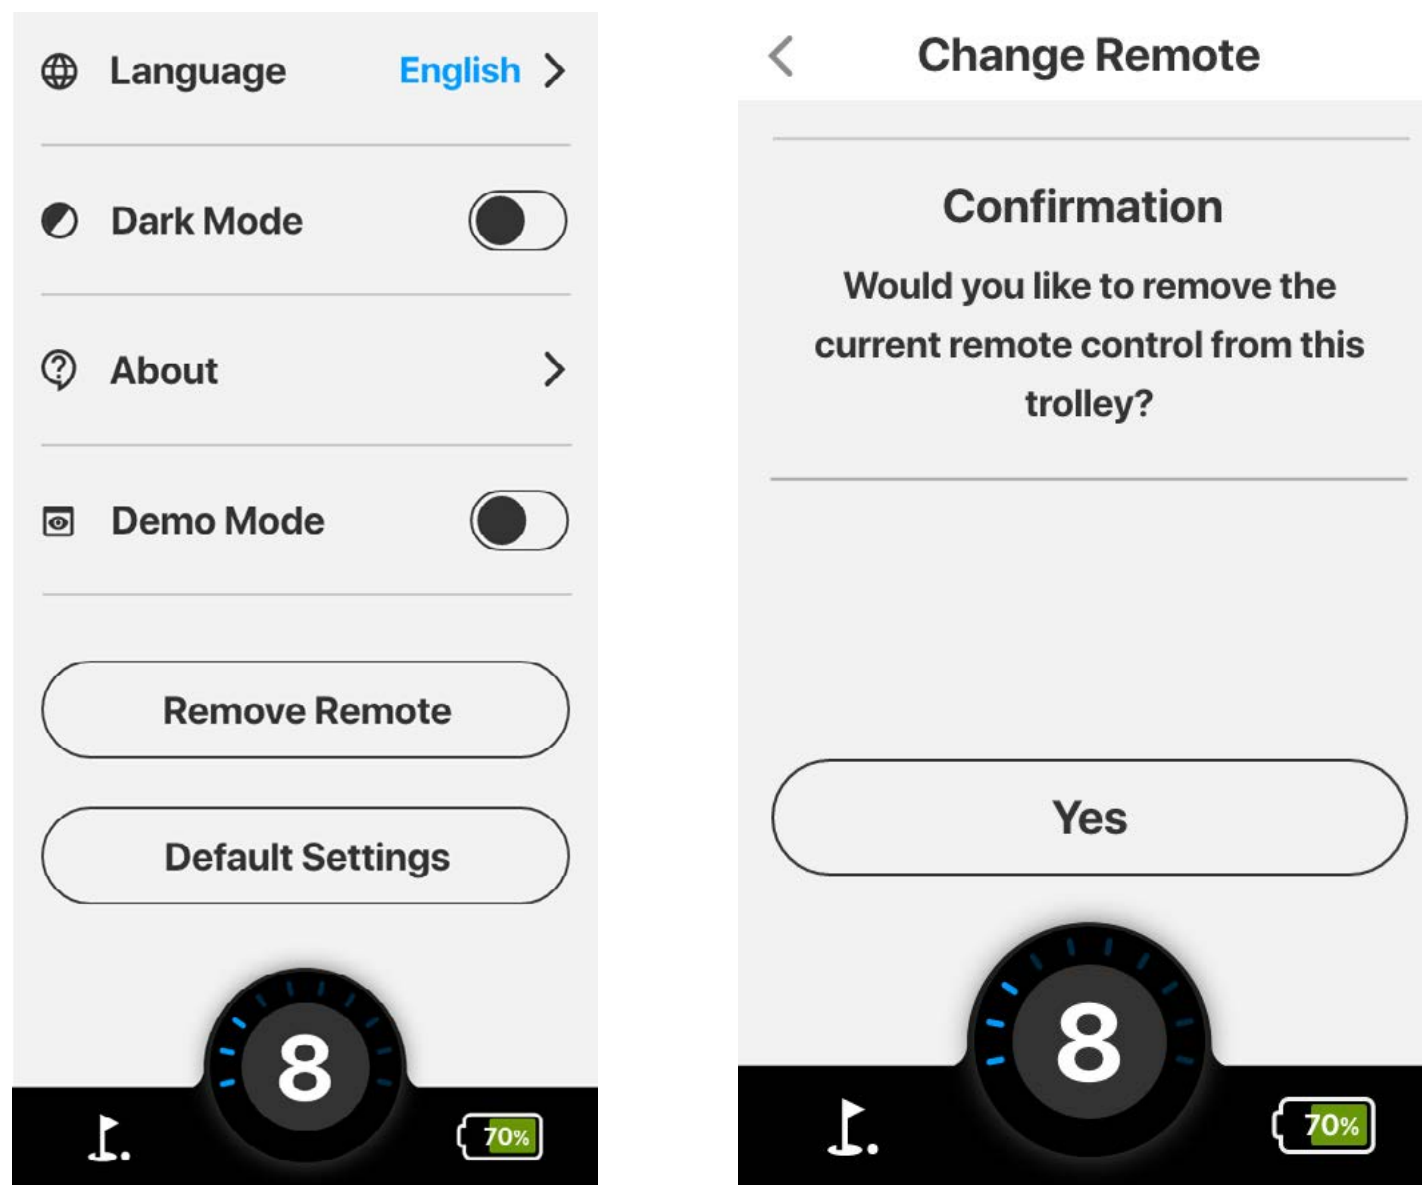 Language English
Dark Mode
About
Demo Mode
Remove Remote
Default Settings
8
70%
Change Remote
Confirmation
Would you like to remove the
current remote control from this
trolley?
Yes
8
70%